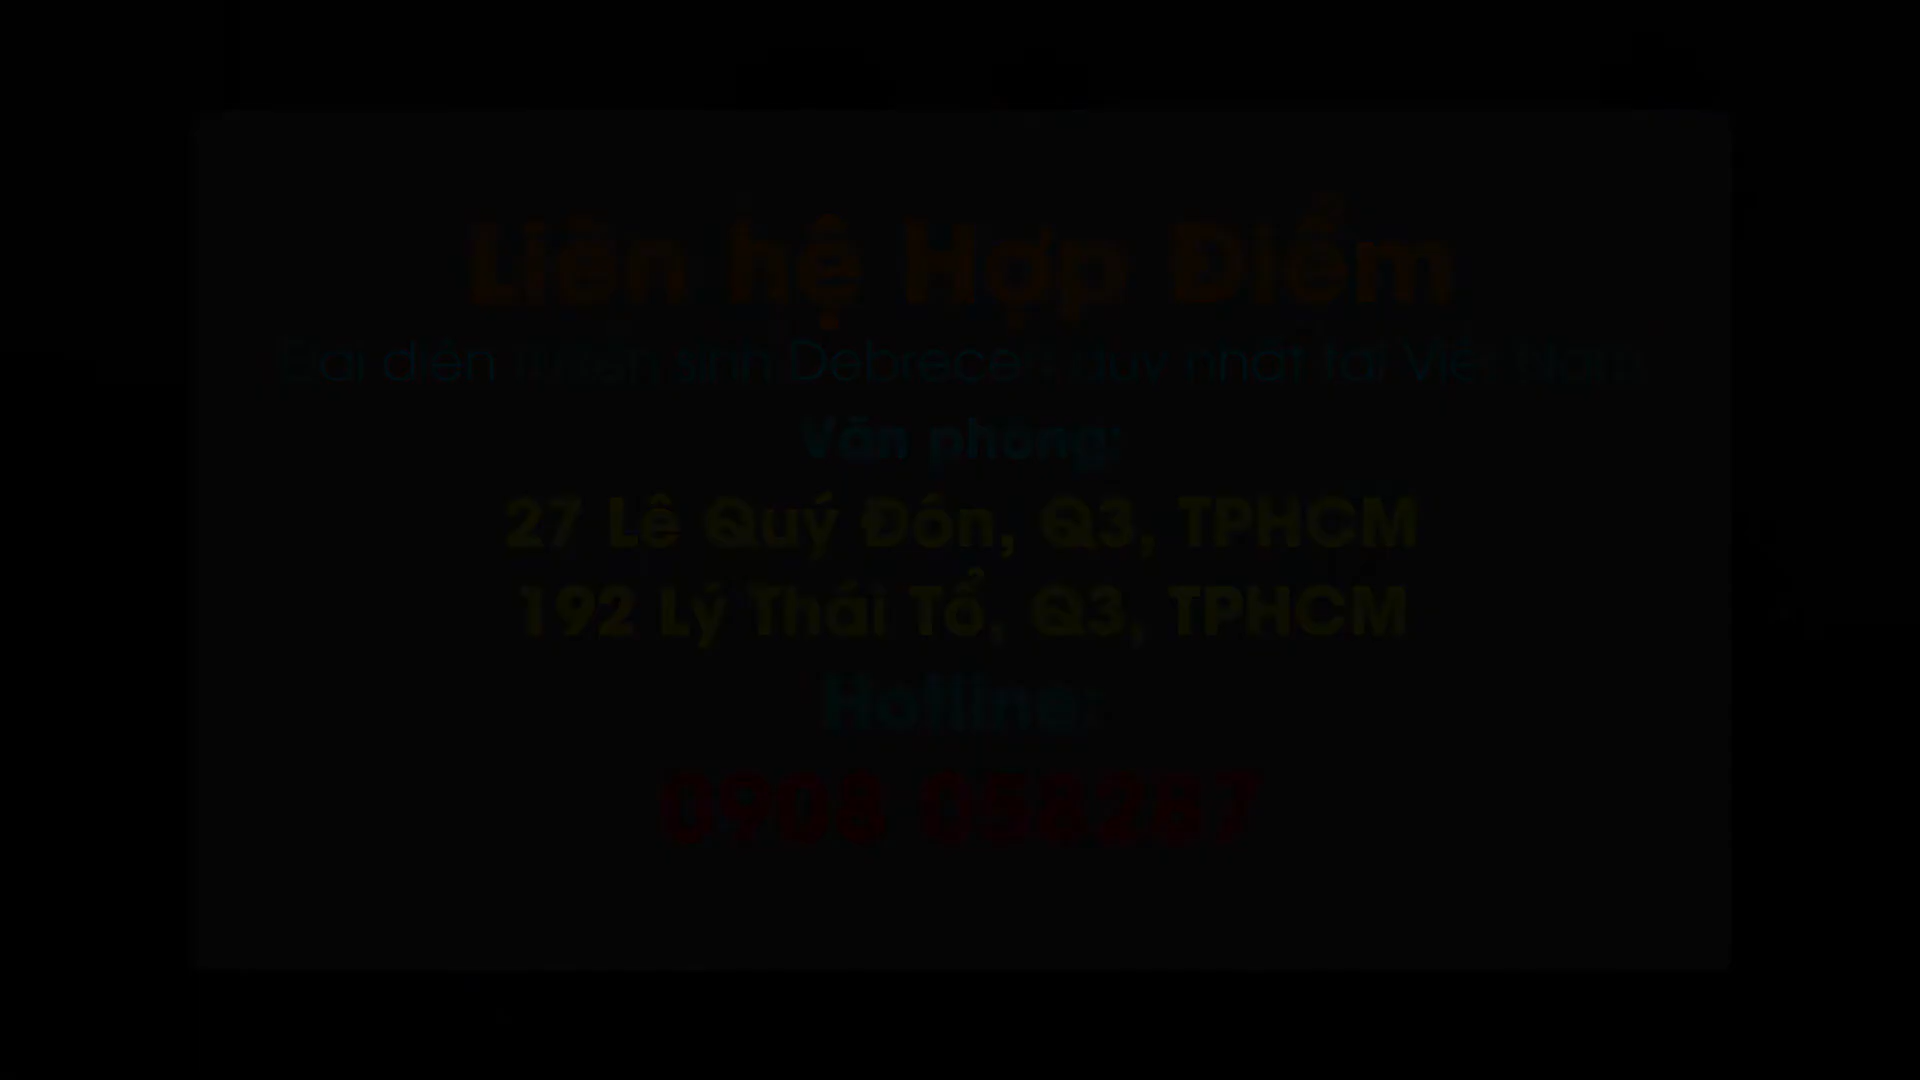 Liên hệ Hợp Điểm
Đại diện tuyển sinh Debrecen duy nhất tại Việt Nam
Văn phòng:
27 Lê Quý Đôn, Q3, TPHCM
192 Lý Thái Tổ, Q3, TPHCM
Hotline:
0908 058287